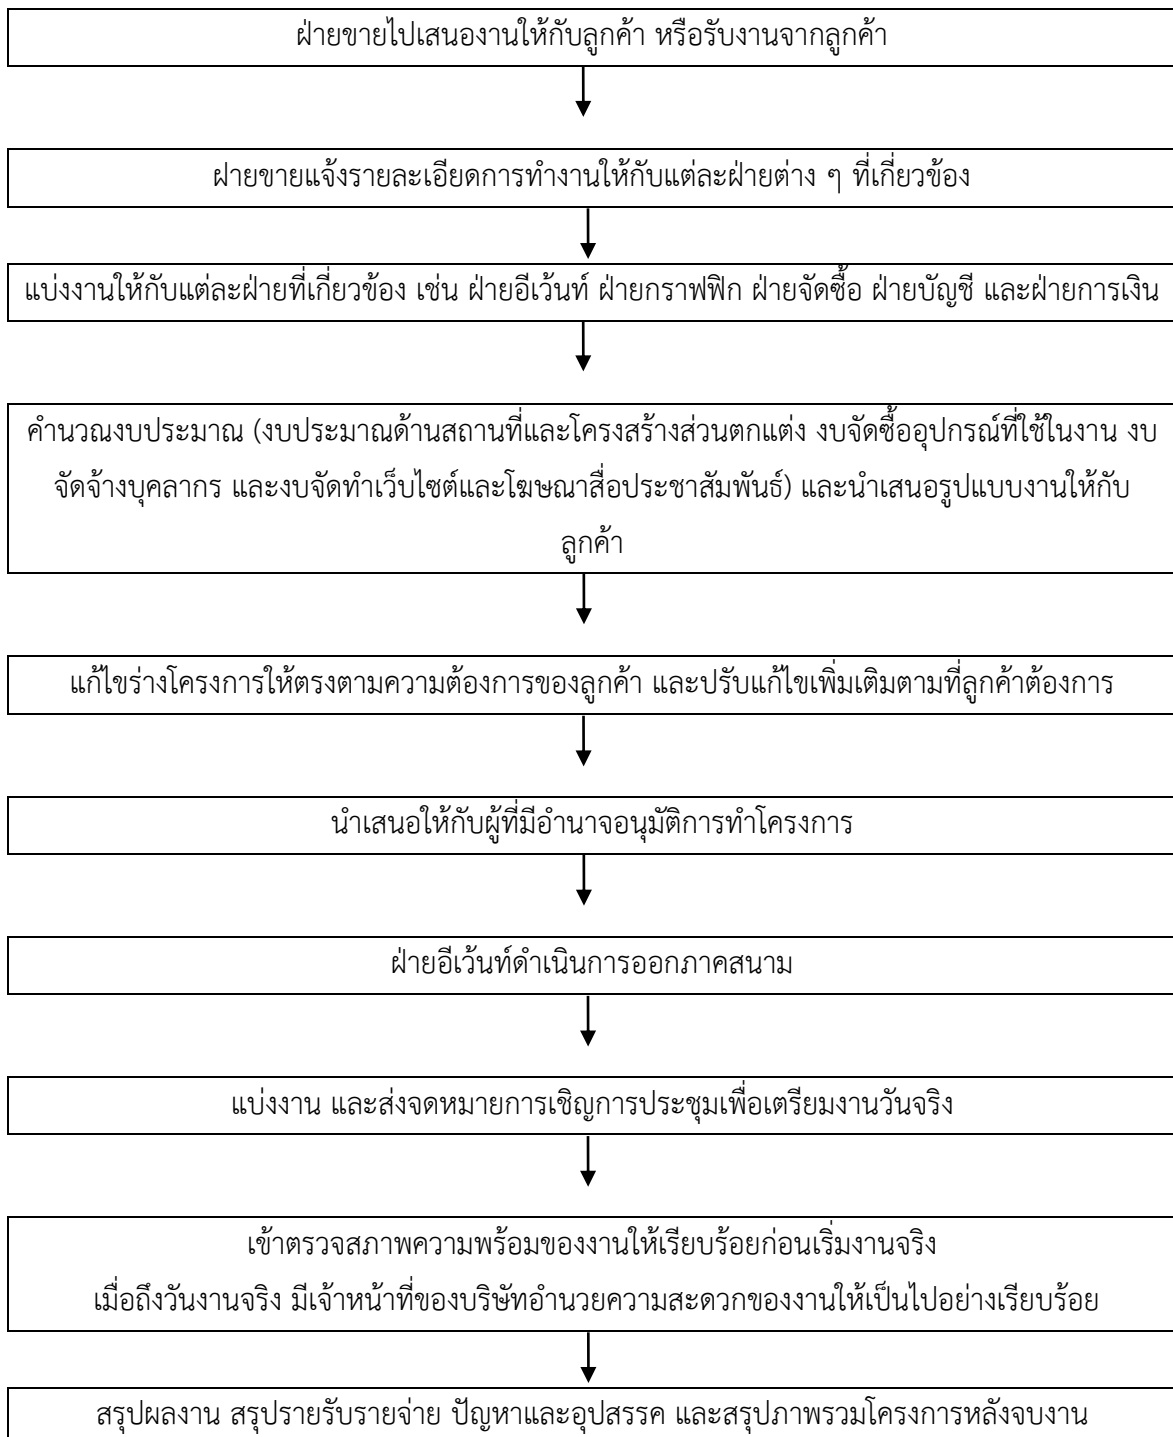 ฝ่ายขายไปเสนองานให้กับลูกค้า หรือรับงานจากลูกค้า
ฝ่ายขายแจ้งรายละเอียดการทำงานให้กับแต่ละฝ่ายต่าง ๆ ที่เกี่ยวข้อง
แบ่งงานให้กับแต่ละฝ่ายที่เกี่ยวข้อง เช่น ฝ่ายอีเว้นท์ ฝ่ายกราฟฟิก ฝ่ายจัดซื้อ ฝ่ายบัญชี และฝ่ายการเงิน
คำนวณงบประมาณ (งบประมาณด้านสถานที่และโครงสร้างส่วนตกแต่ง งบจัดซื้ออุปกรณ์ที่ใช้ในงาน งบ
จัดจ้างบุคลากร และงบจัดทำเว็บไซต์และโฆษณาสื่อประชาสัมพันธ์) และนำเสนอรูปแบบงานให้กับ
ลูกค้า
แก้ไขร่างโครงการให้ตรงตามความต้องการของลูกค้า และปรับแก้ไขเพิ่มเติมตามที่ลูกค้าต้องการ
นำเสนอให้กับผู้ที่มีอำนาจอนุมัติการทำโครงการ
ฝ่ายอีเว้นท์ดำเนินการออกภาคสนาม
แบ่งงาน และส่งจดหมายการเชิญการประชุมเพื่อเตรียมงานวันจริง
เข้าตรวจสภาพความพร้อมของงานให้เรียบร้อยก่อนเริ่มงานจริง
เมื่อถึงวันงานจริง มีเจ้าหน้าที่ของบริษัทอำนวยความสะดวกของงานให้เป็นไปอย่างเรียบร้อย
สรุปผลงาน สรุปรายรับรายจ่าย ปัญหาและอุปสรรค และสรุปภาพรวมโครงการหลังจบงาน